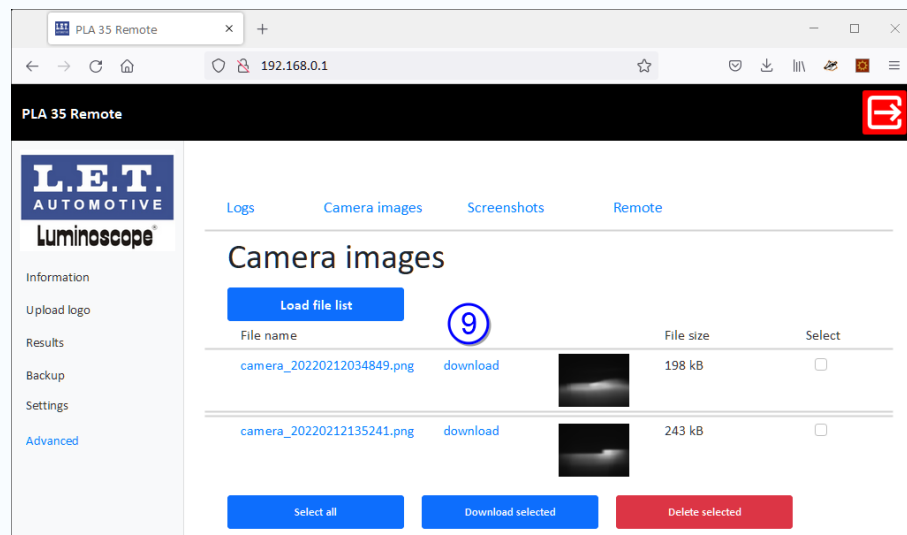 PLA 35 Remote
192.168.0.1
PLA 35 Remote
L.E.T.
AUTOMOTIVE
Luminoscope®
Information
Upload logo
Results
Backup
Settings
Advanced
Logs Camera images Screenshots Remote
Camera images
Load file list
9
File name File size Select
camera_20220212034849.png download 198 kB
camera_20220212135241.png download 243 kB
Select all Download selected Delete selected